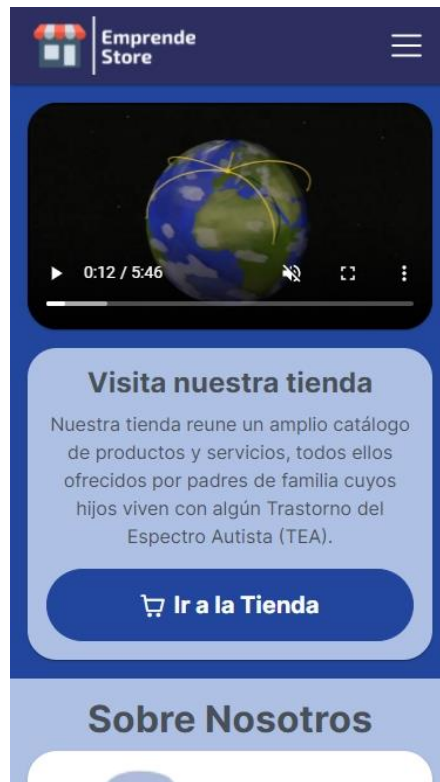 Emprende
Store
0:12 / 5:46
Visita nuestra tienda
Nuestra tienda reune un amplio catálogo
de productos y servicios, todos ellos
ofrecidos por padres de familia cuyos
hijos viven con algún Trastorno del
Espectro Autista (TEA).
Ir a la Tienda
Sobre Nosotros